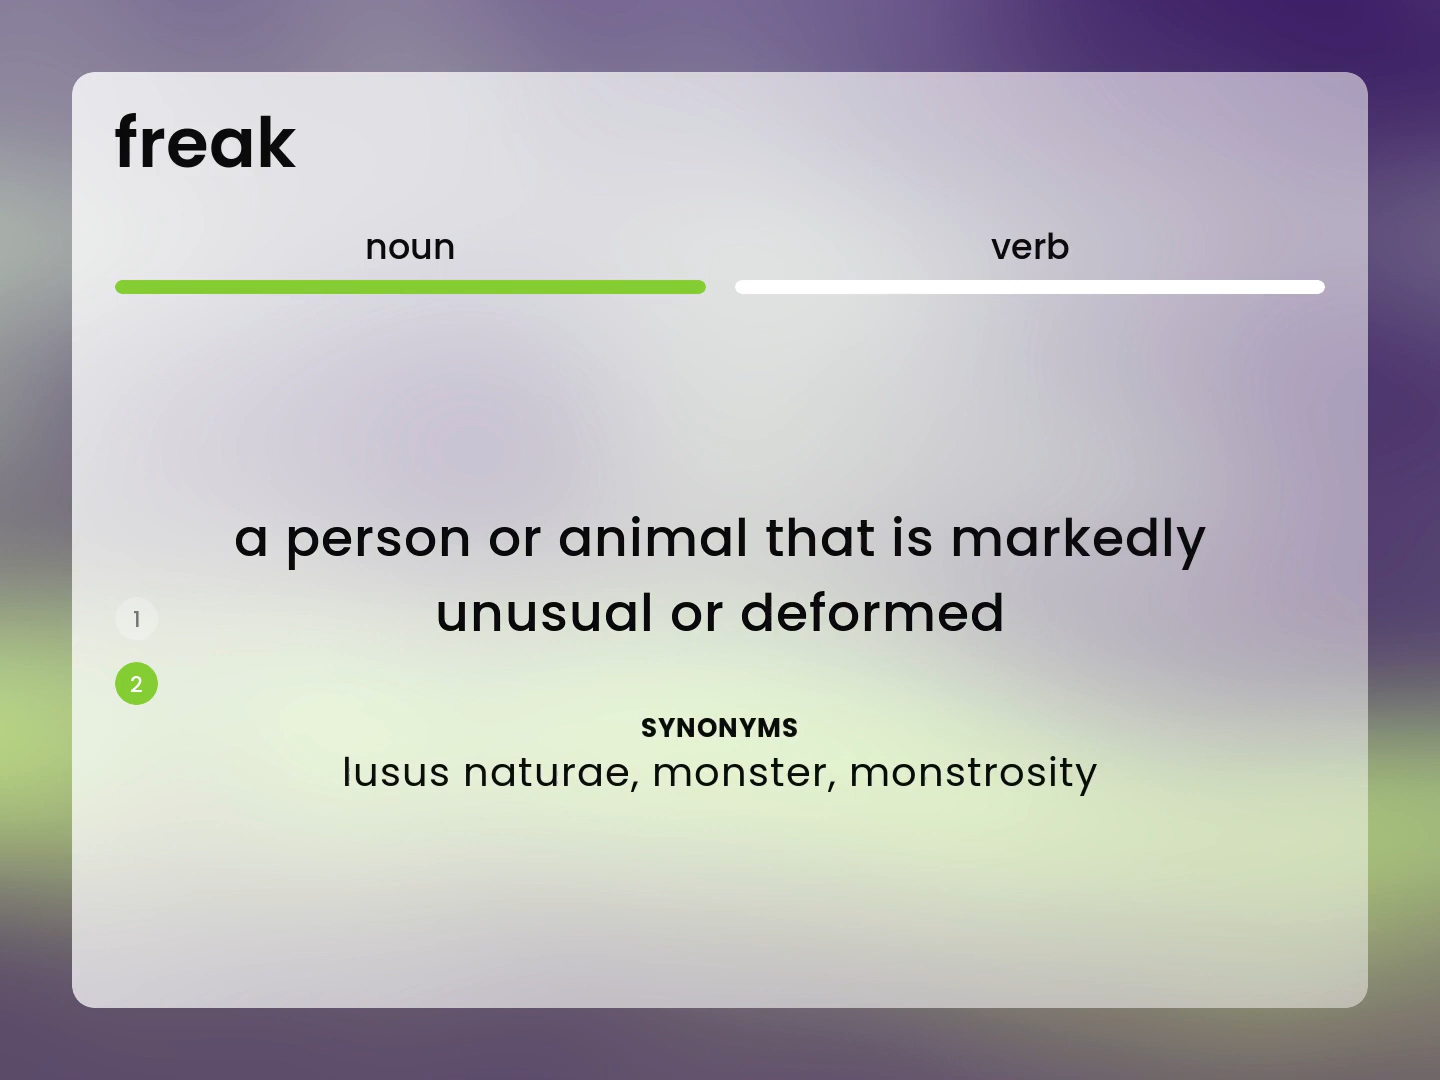 freak
noun
verb
a person or animal that is markedly
unusual or deformed
1
2
SYNONYMS
lusus naturae, monster, monstrosity